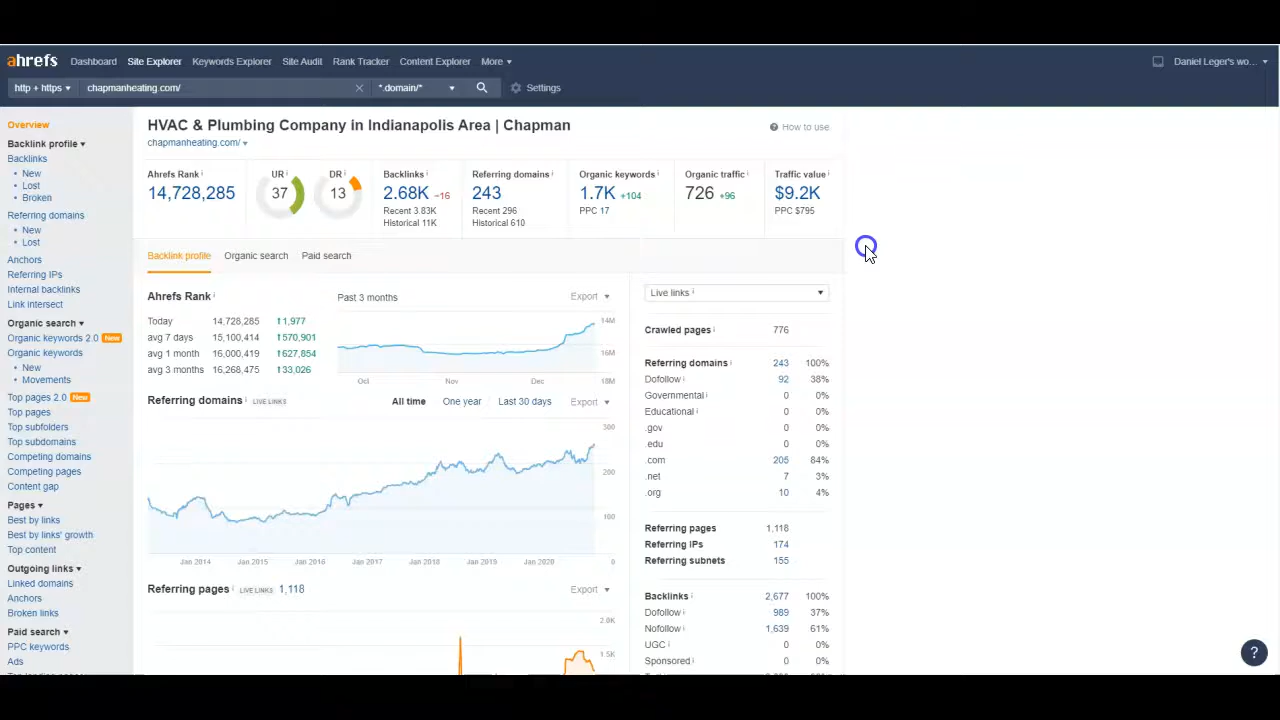 ahrefs Dashboard Site Explorer Keywords Explorer Site Audit Rank Tracker Content Explorer More Daniel Leger's wo...
http + https chapmanheating.com/ *.domain/* Settings
Overview
Backlink profile
Backlinks
New
Lost
Broken
Referring domains
New
Lost
Anchors
Referring IPs
Internal backlinks
Link intersect
Organic search
Organic keywords 2.0 New
Organic keywords
New
Movements
Top pages 2.0 New
Top pages
Top subfolders
Top subdomains
Competing domains
Competing pages
Content gap
Pages
Best by links
Best by links' growth
Top content
Outgoing links
Linked domains
Anchors
Broken links
Paid search
PPC keywords
Ads
HVAC & Plumbing Company in Indianapolis Area | Chapman
How to use
chapmanheating.com/
Ahrefs Rank
14,728,285
UR
37
DR
13
Backlinks
2.68K -16
Recent 3.83K
Historical 11K
Referring domains
243
Recent 296
Historical 610
Organic keywords
1.7K +104
PPC 17
Organic traffic
726 +96
Traffic value
$9.2K
PPC $795
Backlink profile Organic search Paid search
Ahrefs Rank
Today 14,728,285 ↑1,977
avg 7 days 15,100,414 ↑570,901
avg 1 month 16,000,419 ↑627,854
avg 3 months 16,268,475 ↑33,026
Past 3 months Export
14M
16M
18M
Oct Nov Dec
Referring domains LIVE LINKS All time One year Last 30 days Export
300
200
100
0
Jan 2014 Jan 2015 Jan 2016 Jan 2017 Jan 2018 Jan 2019 Jan 2020
Referring pages LIVE LINKS 1,118 Export
2.0K
1.5K
Live links
Crawled pages 776
Referring domains 243 100%
Dofollow 92 38%
Governmental 0 0%
Educational 0 0%
.gov 0 0%
.edu 0 0%
.com 205 84%
.net 7 3%
.org 10 4%
Referring pages 1,118
Referring IPs 174
Referring subnets 155
Backlinks 2,677 100%
Dofollow 989 37%
Nofollow 1,639 61%
UGC 0 0%
Sponsored 0 0%
?